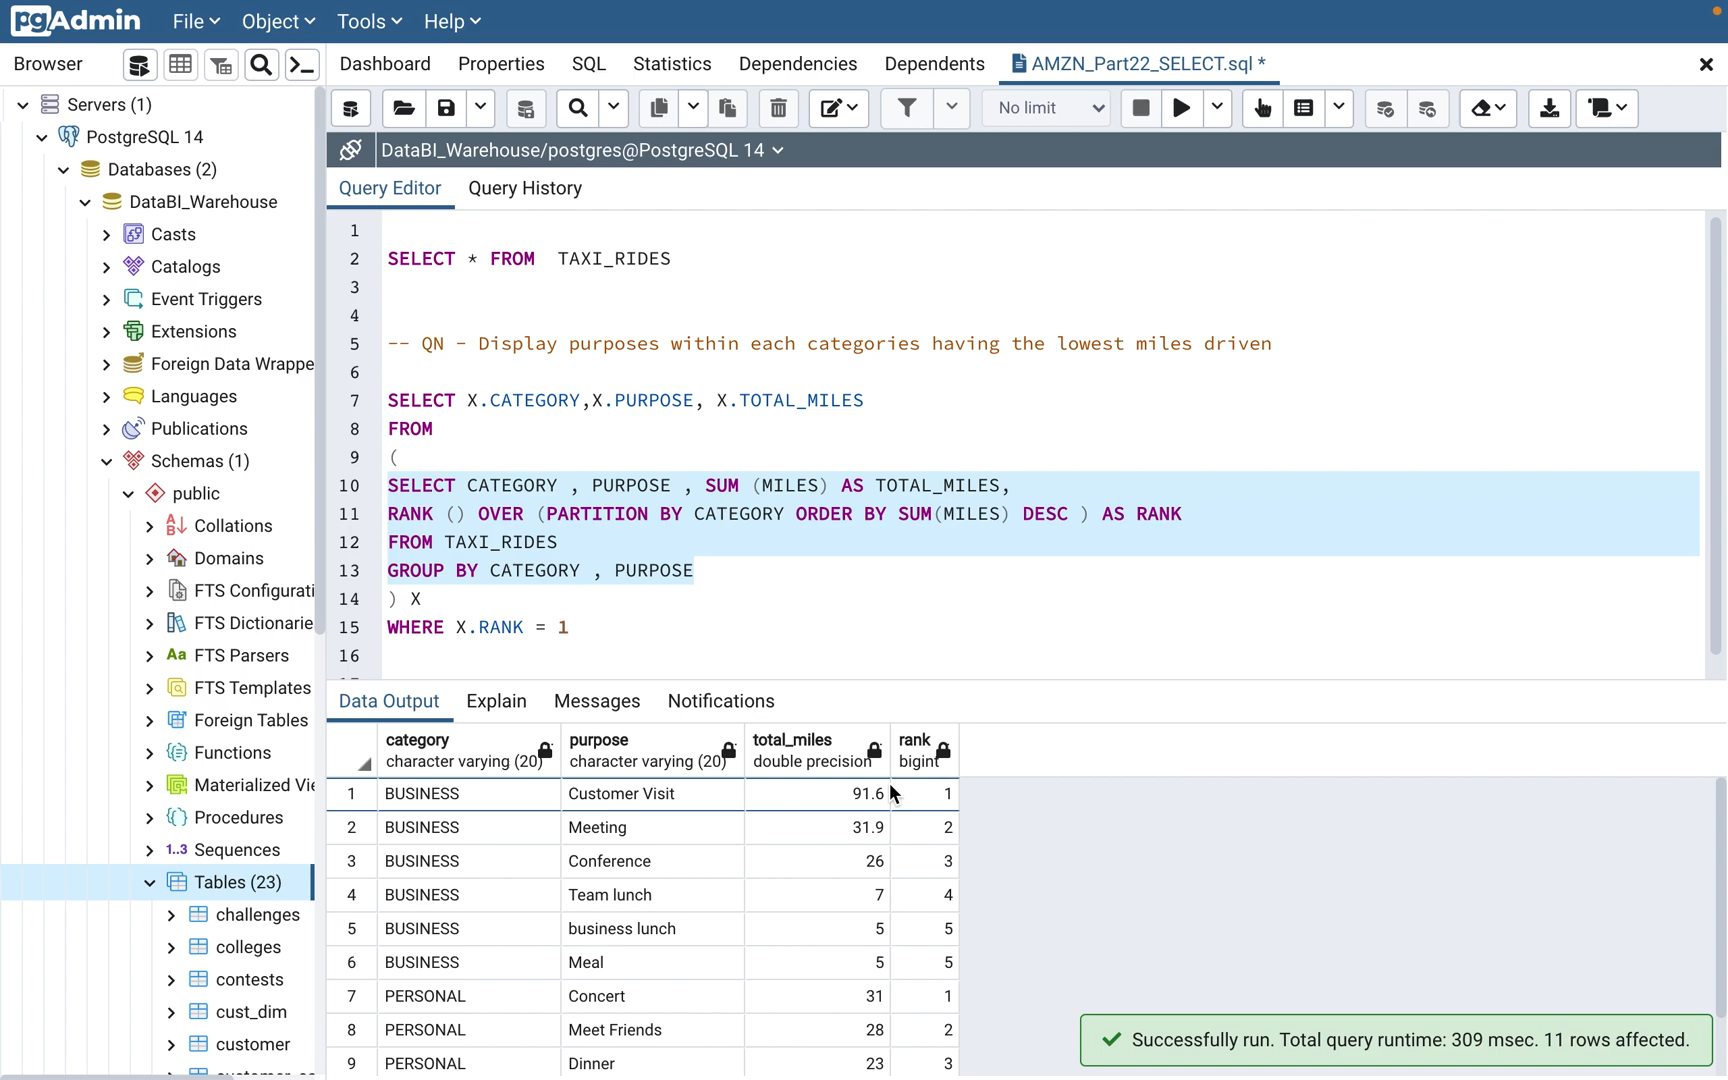 pgAdmin File Object Tools Help
Browser Dashboard Properties SQL Statistics Dependencies Dependents AMZN_Part22_SELECT.sql *
No limit
DataBI_Warehouse/postgres@PostgreSQL 14
Query Editor Query History
Servers (1)
PostgreSQL 14
Databases (2)
DataBI_Warehouse
Casts
Catalogs
Event Triggers
Extensions
Foreign Data Wrappe
Languages
Publications
Schemas (1)
public
Collations
Domains
FTS Configurati
FTS Dictionarie
Aa FTS Parsers
FTS Templates
Foreign Tables
Functions
Materialized Vie
Procedures
1..3 Sequences
Tables (23)
challenges
colleges
contests
cust_dim
customer
1
2 SELECT * FROM TAXI_RIDES
3
4
5 -- QN - Display purposes within each categories having the lowest miles driven
6
7 SELECT X.CATEGORY,X.PURPOSE, X.TOTAL_MILES
8 FROM
9 (
10 SELECT CATEGORY , PURPOSE , SUM (MILES) AS TOTAL_MILES,
11 RANK () OVER (PARTITION BY CATEGORY ORDER BY SUM(MILES) DESC ) AS RANK
12 FROM TAXI_RIDES
13 GROUP BY CATEGORY , PURPOSE
14 ) X
15 WHERE X.RANK = 1
16
Data Output Explain Messages Notifications
category purpose total_miles rank
character varying (20) character varying (20) double precision bigint
1 BUSINESS Customer Visit 91.6 1
2 BUSINESS Meeting 31.9 2
3 BUSINESS Conference 26 3
4 BUSINESS Team lunch 7 4
5 BUSINESS business lunch 5 5
6 BUSINESS Meal 5 5
7 PERSONAL Concert 31 1
8 PERSONAL Meet Friends 28 2
9 PERSONAL Dinner 23 3
Successfully run. Total query runtime: 309 msec. 11 rows affected.